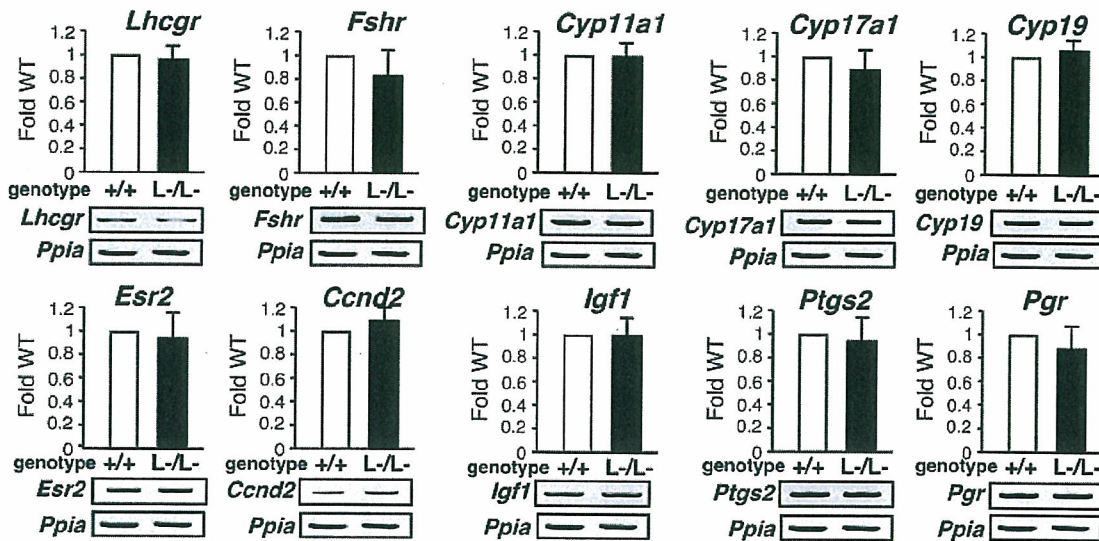 Lhcgr Fshr Cyp11a1 Cyp17a1 Cyp19
1.2 1.2 1.2 1.2 1.2
1 1 1 1 1
0.8 0.8 0.8 0.8 0.8
0.6 0.6 0.6 0.6 0.6
0.4 0.4 0.4 0.4 0.4
0.2 0.2 0.2 0.2 0.2
0 0 0 0 0
Fold WT Fold WT Fold WT Fold WT Fold WT
genotype +/+ L-/L- genotype +/+ L-/L- genotype +/+ L-/L- genotype +/+ L-/L- genotype +/+ L-/L-
Lhcgr Fshr Cyp11a1 Cyp17a1 Cyp19
Ppia Ppia Ppia Ppia Ppia
Esr2 Ccnd2 Igf1 Ptgs2 Pgr
1.2 1.2 1.2 1.2 1.2
1 1 1 1 1
0.8 0.8 0.8 0.8 0.8
0.6 0.6 0.6 0.6 0.6
0.4 0.4 0.4 0.4 0.4
0.2 0.2 0.2 0.2 0.2
0 0 0 0 0
Fold WT Fold WT Fold WT Fold WT Fold WT
genotype +/+ L-/L- genotype +/+ L-/L- genotype +/+ L-/L- genotype +/+ L-/L- genotype +/+ L-/L-
Esr2 Ccnd2 Igf1 Ptgs2 Pgr
Ppia Ppia Ppia Ppia Ppia